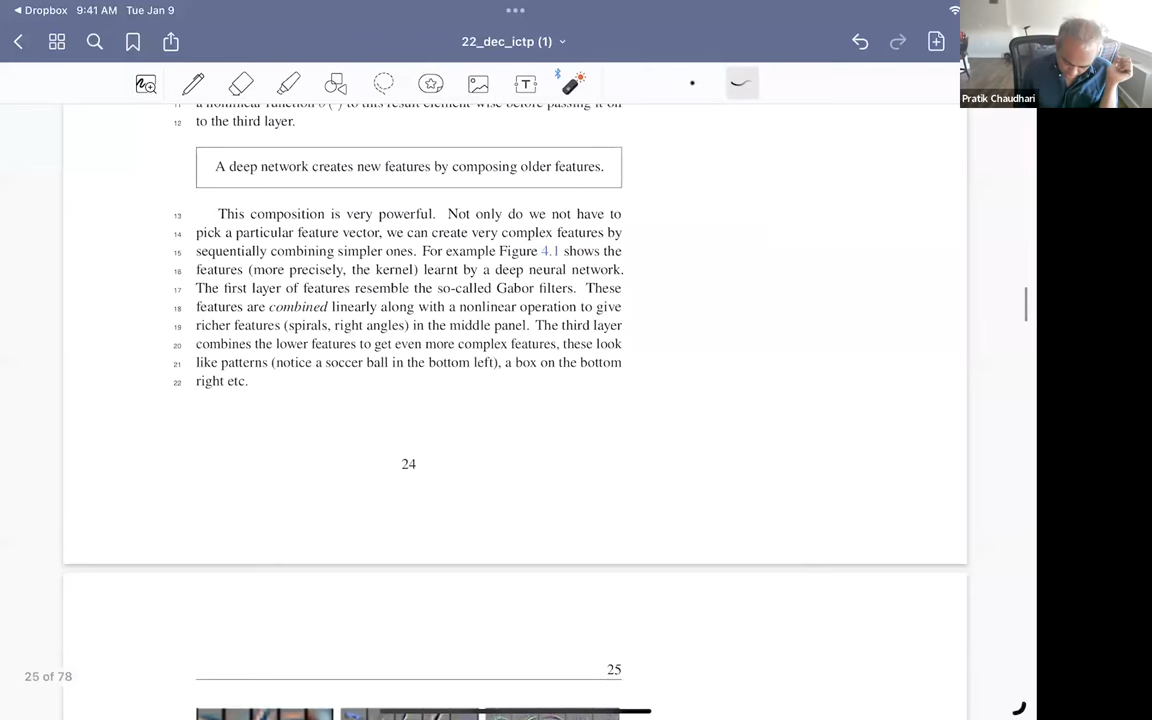 ◀ Dropbox 9:41 AM Tue Jan 9
22_dec_ictp (1)
Pratik Chaudhari
12 to the third layer.
A deep network creates new features by composing older features.
13 This composition is very powerful. Not only do we not have to
14 pick a particular feature vector, we can create very complex features by
15 sequentially combining simpler ones. For example Figure 4.1 shows the
16 features (more precisely, the kernel) learnt by a deep neural network.
17 The first layer of features resemble the so-called Gabor filters. These
18 features are combined linearly along with a nonlinear operation to give
19 richer features (spirals, right angles) in the middle panel. The third layer
20 combines the lower features to get even more complex features, these look
21 like patterns (notice a soccer ball in the bottom left), a box on the bottom
22 right etc.
24
25
25 of 78